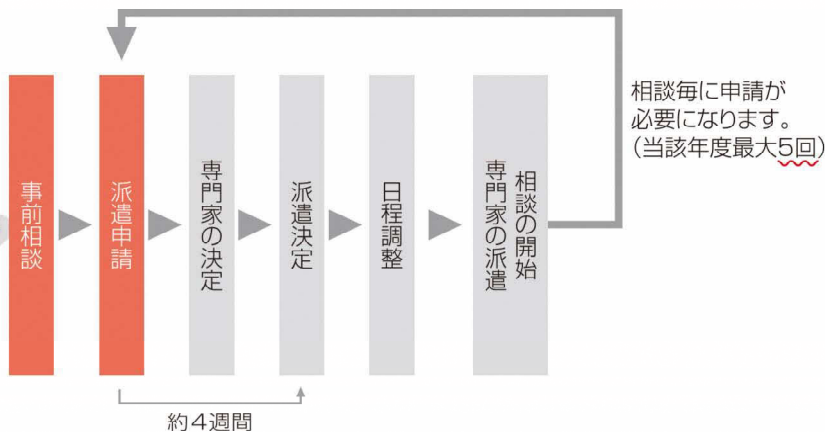 事前相談
派遣申請
専門家の決定
派遣決定
日程調整
相談の開始
専門家の派遣
相談毎に申請が
必要になります。
(当該年度最大5回)
約4週間